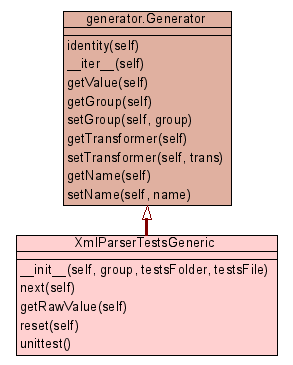 generator.Generator
identity(self)
__iter__(self)
getValue(self)
getGroup(self)
setGroup(self, group)
getTransformer(self)
setTransformer(self, trans)
getName(self)
setName(self, name)
XmlParserTestsGeneric
__init__(self, group, testsFolder, testsFile)
next(self)
getRawValue(self)
reset(self)
unittest()